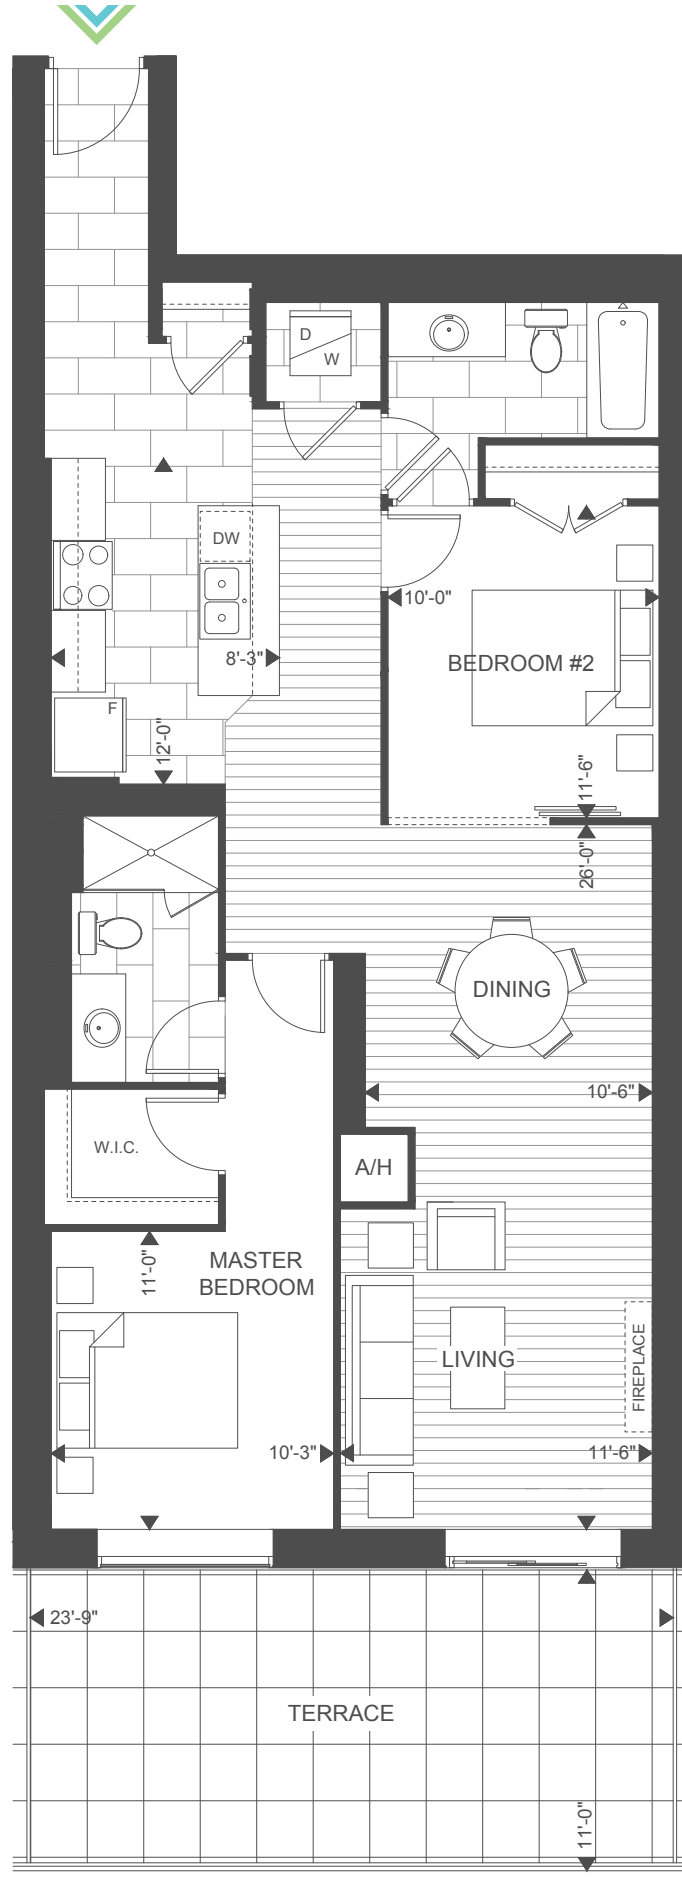 D
W
DW
10'-0"
8'-3"
BEDROOM #2
F
12'-0"
11'-6"
26'-0"
DINING
10'-6"
W.I.C.
A/H
11'-0"
MASTER
BEDROOM
LIVING
FIREPLACE
10'-3"
11'-6"
23'-9"
TERRACE
11'-0"